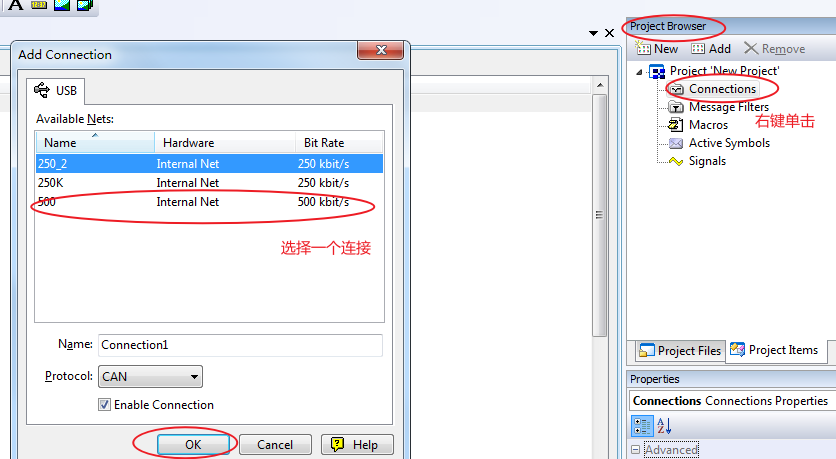 Add Connection
USB
Available Nets:
Name Hardware Bit Rate
250_2 Internal Net 250 kbit/s
250K Internal Net 250 kbit/s
500 Internal Net 500 kbit/s
选择一个连接
Name: Connection1
Protocol: CAN
Enable Connection
OK Cancel Help
Project Browser
New Add Remove
Project 'New Project'
Connections
Message Filters
右键单击
Macros
Active Symbols
Signals
Project Files Project Items
Properties
Connections Connections Properties
Advanced